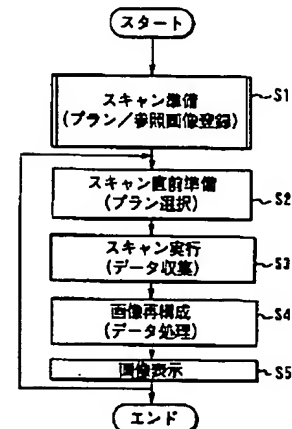 スタート
スキャン準備
(プラン/参照画像登録)
S1
スキャン直前準備
(プラン選択)
S2
スキャン実行
(データ収集)
S3
画像再構成
(データ処理)
S4
画像表示
S5
エンド